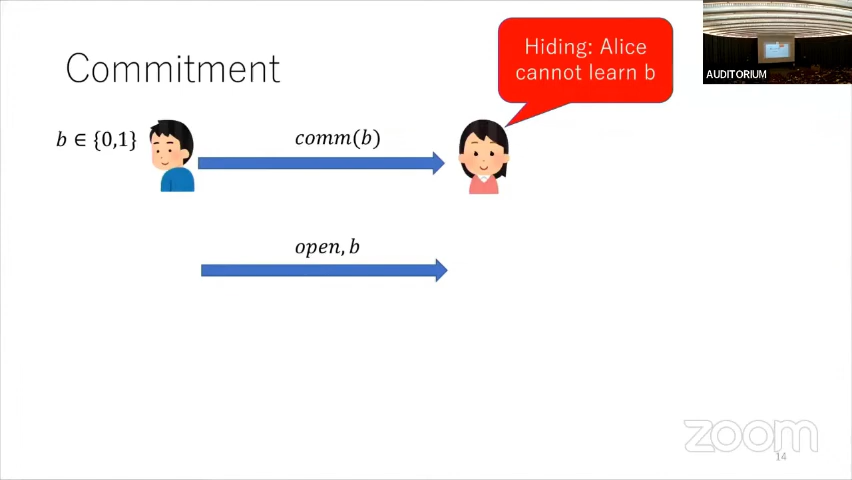 Commitment
Hiding: Alice
cannot learn b
AUDITORIUM
b ∈ {0,1}
comm(b)
open, b
zoom
14